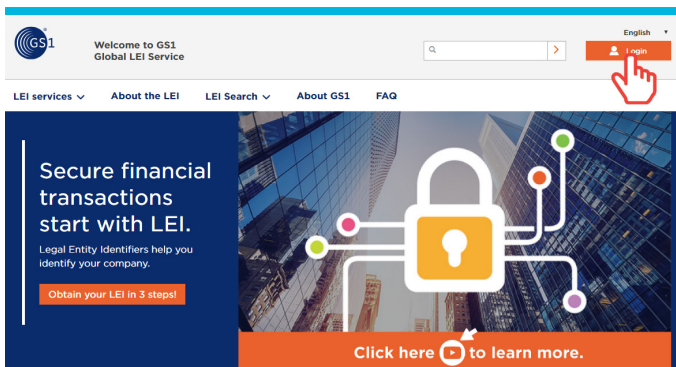 English
GS1
Welcome to GS1
Global LEI Service
Login
LEI services
About the LEI
LEI Search
About GS1
FAQ
Secure financial
transactions
start with LEI.
Legal Entity Identifiers help you
identify your company.
Obtain your LEI in 3 steps!
Click here to learn more.